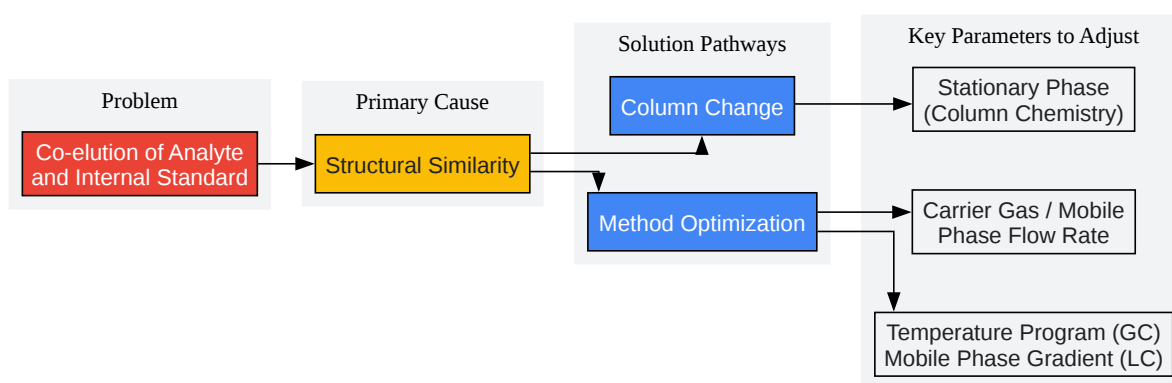 Problem
Co-elution of Analyte
and Internal Standard
Primary Cause
Structural Similarity
Solution Pathways
Column Change
Method Optimization
Key Parameters to Adjust
Stationary Phase
(Column Chemistry)
Carrier Gas / Mobile
Phase Flow Rate
Temperature Program (GC)
Mobile Phase Gradient (LC)